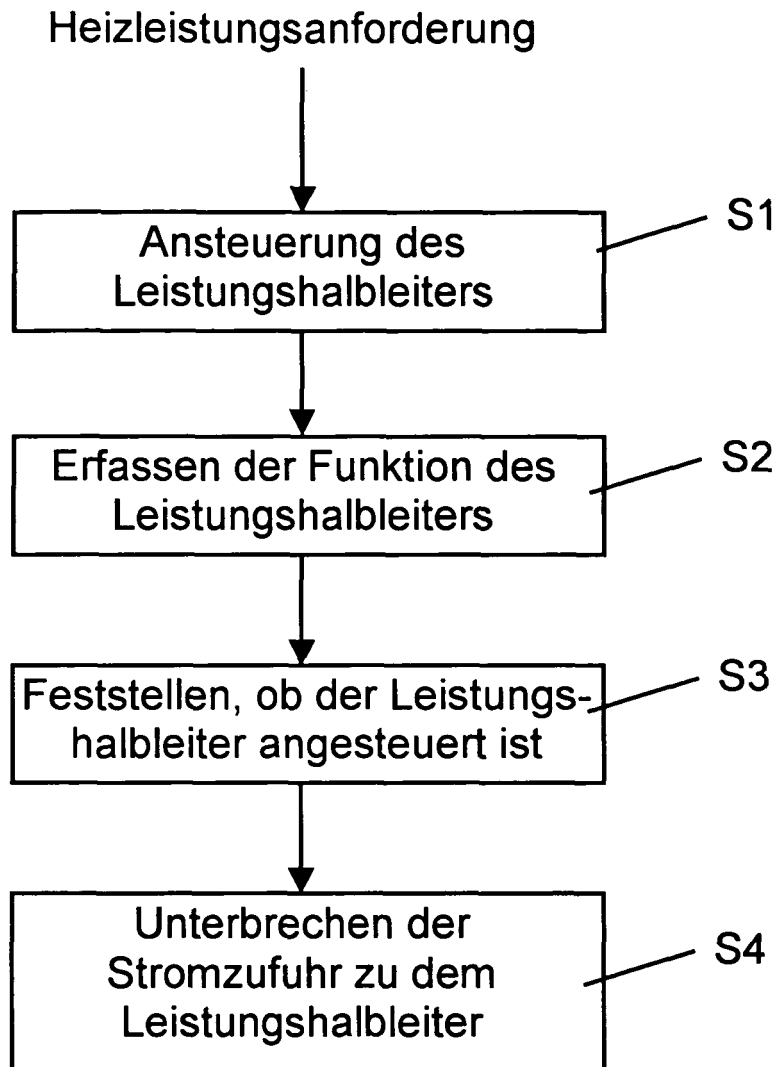 Heizleistungsanforderung
S1
Ansteuerung des
Leistungshalbleiters
S2
Erfassen der Funktion des
Leistungshalbleiters
S3
Feststellen, ob der Leistungs-
halbleiter angesteuert ist
S4
Unterbrechen der
Stromzufuhr zu dem
Leistungshalbleiter